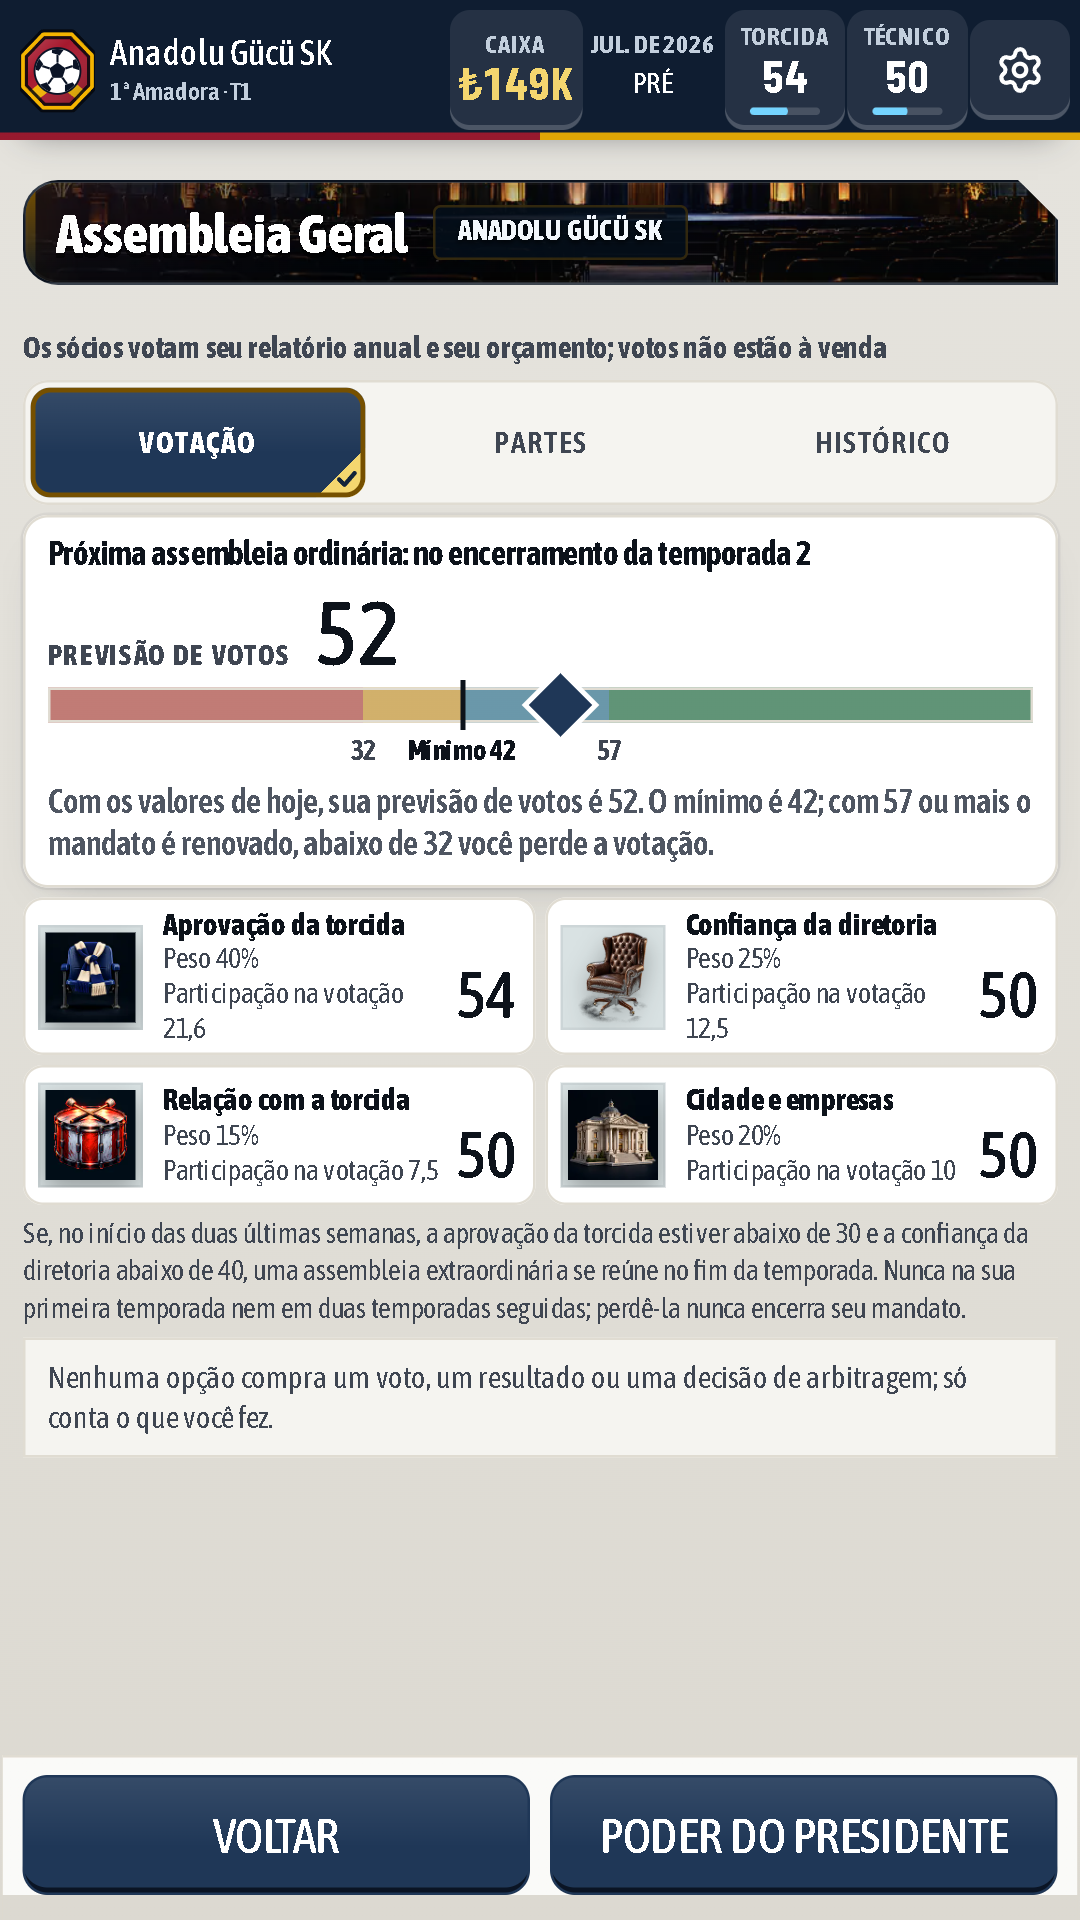 Anadolu Gücü SK
1ª Amadora · T1
CAIXA
₺149K
JUL. DE 2026
PRÉ
TORCIDA
54
TÉCNICO
50
Assembleia Geral
ANADOLU GÜCÜ SK
Os sócios votam seu relatório anual e seu orçamento; votos não estão à venda
VOTAÇÃO
PARTES
HISTÓRICO
Próxima assembleia ordinária: no encerramento da temporada 2
PREVISÃO DE VOTOS 52
32
Mínimo 42
57
Com os valores de hoje, sua previsão de votos é 52. O mínimo é 42; com 57 ou mais o
mandato é renovado, abaixo de 32 você perde a votação.
Aprovação da torcida
Peso 40%
Participação na votação
21,6
54
Confiança da diretoria
Peso 25%
Participação na votação
12,5
50
Relação com a torcida
Peso 15%
Participação na votação 7,5
50
Cidade e empresas
Peso 20%
Participação na votação 10
50
Se, no início das duas últimas semanas, a aprovação da torcida estiver abaixo de 30 e a confiança da
diretoria abaixo de 40, uma assembleia extraordinária se reúne no fim da temporada. Nunca na sua
primeira temporada nem em duas temporadas seguidas; perdê-la nunca encerra seu mandato.
Nenhuma opção compra um voto, um resultado ou uma decisão de arbitragem; só
conta o que você fez.
VOLTAR
PODER DO PRESIDENTE